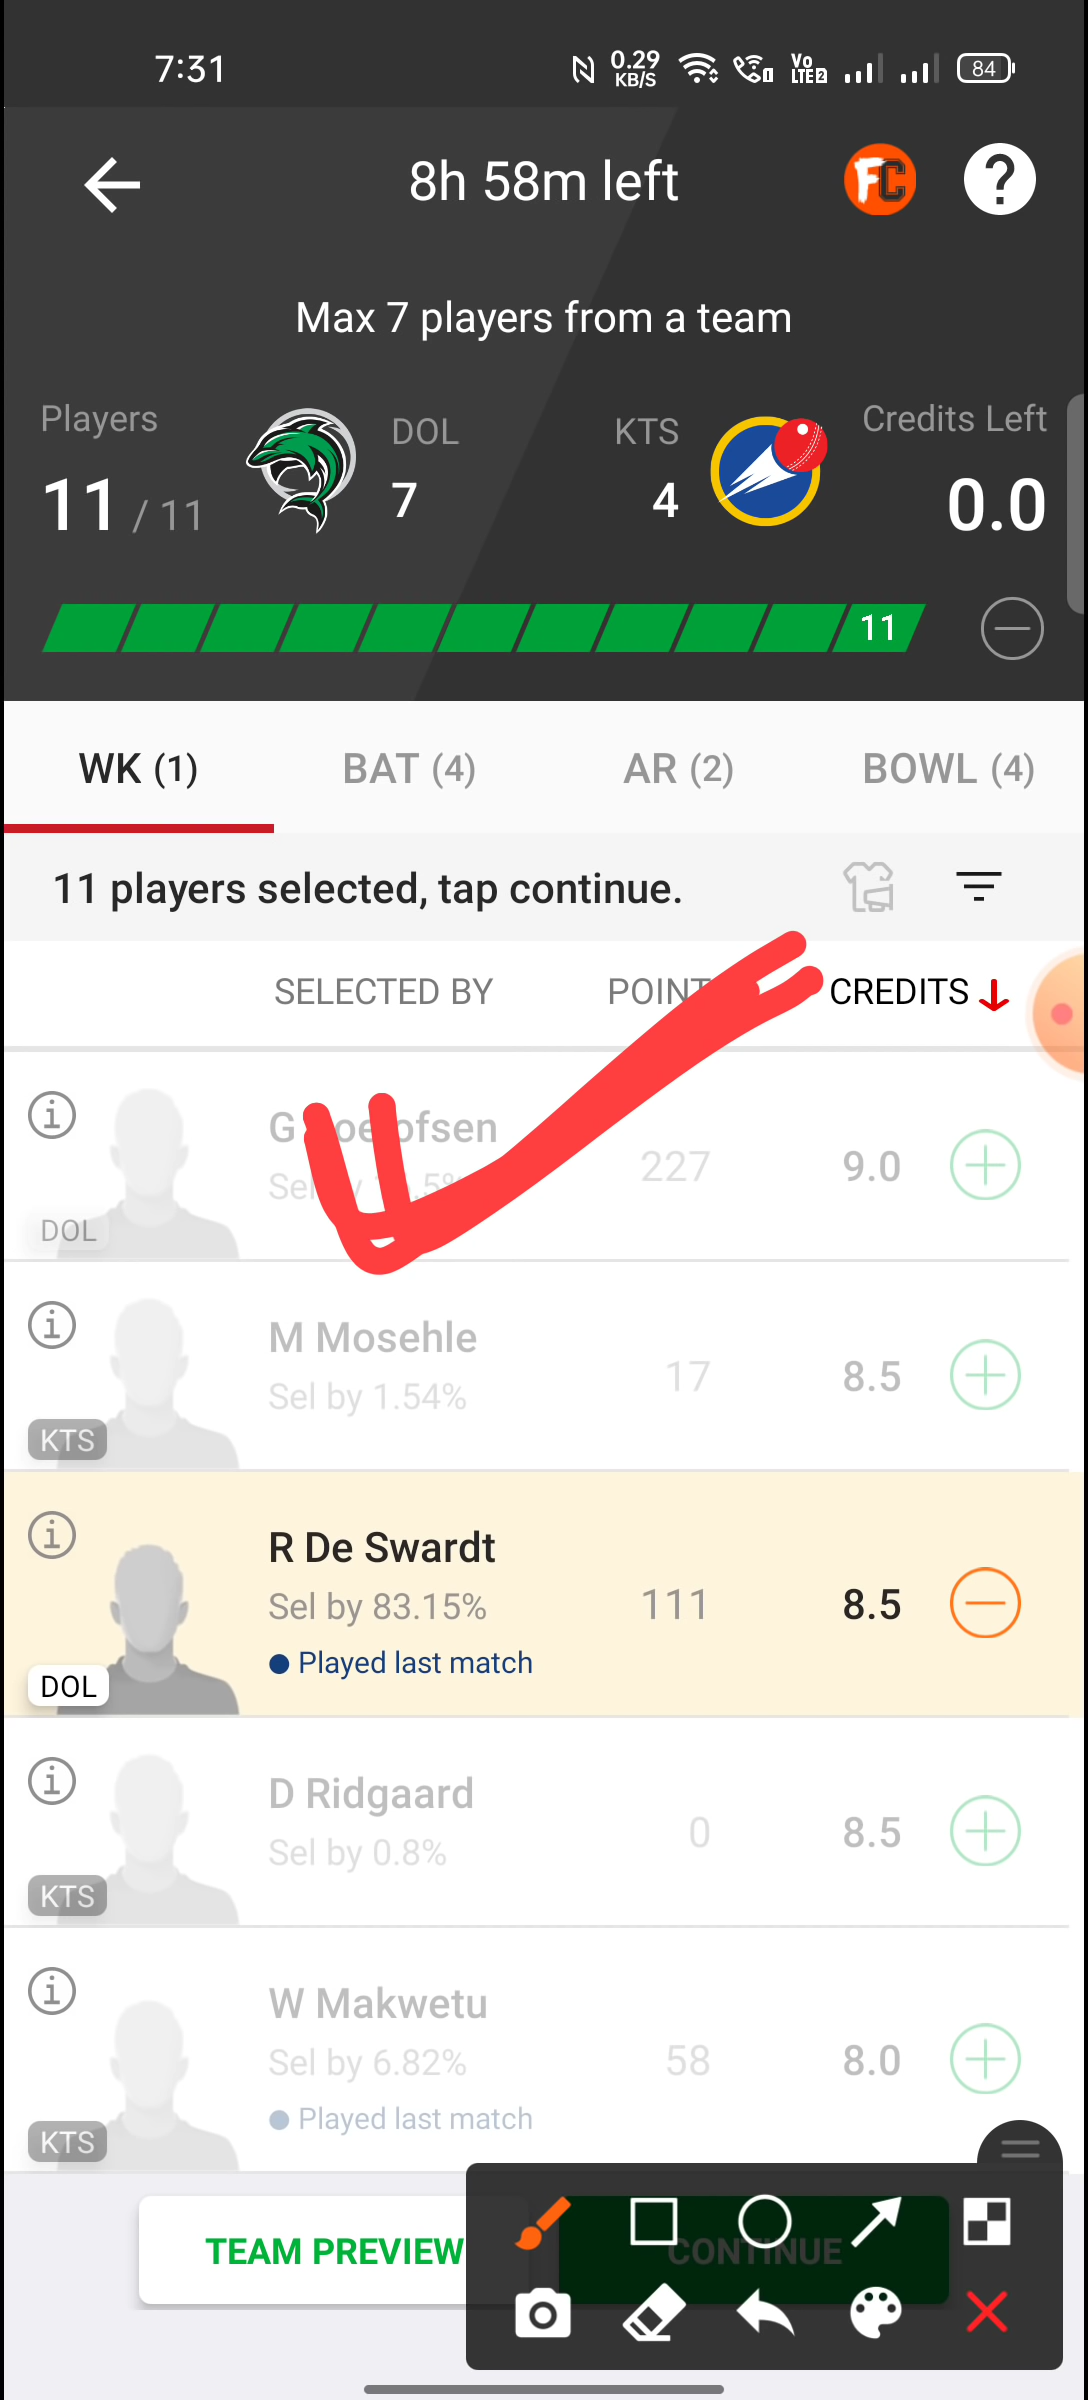 7:31 0.29 KB/S Vo LTE2 84
8h 58m left FC ?
Max 7 players from a team
Players DOL KTS Credits Left
11 / 11 7 4 0.0
11
WK (1) BAT (4) AR (2) BOWL (4)
11 players selected, tap continue.
SELECTED BY CREDITS
G
227 9.0
DOL
M Mosehle
Sel by 1.54% 17 8.5
KTS
R De Swardt
Sel by 83.15% 111 8.5
Played last match
DOL
D Ridgaard
Sel by 0.8% 0 8.5
KTS
W Makwetu
Sel by 6.82% 58 8.0
Played last match
KTS
TEAM PREVIEW CONTINUE